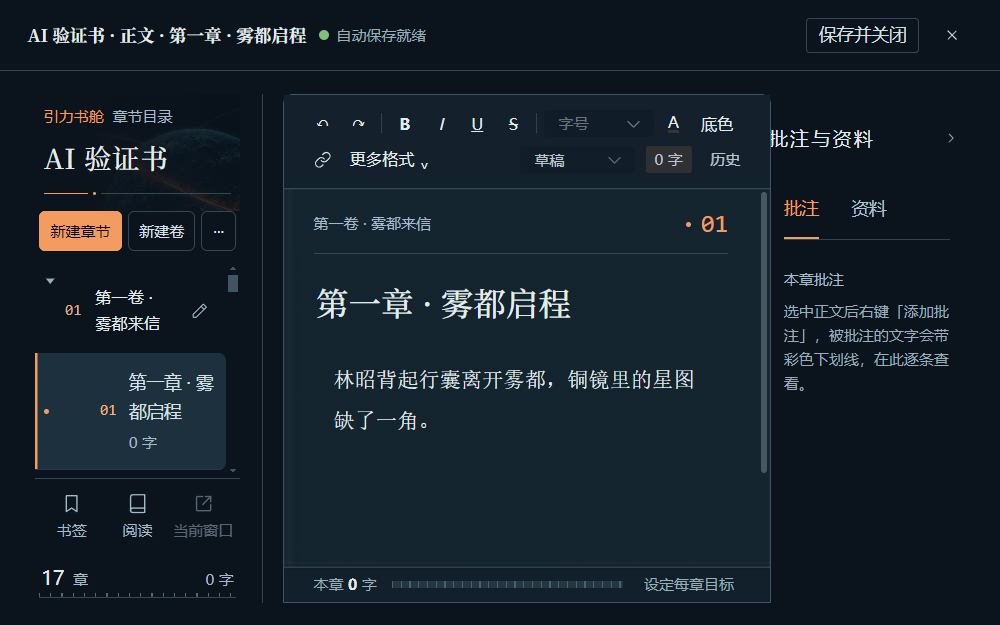 AI 验证书 · 正文 · 第一章 · 雾都启程
自动保存就绪
保存并关闭
引力书舱 章节目录
AI 验证书
新建章节
新建卷
...
01
第一卷 ·
雾都来信
01
第一章 · 雾
都启程
0 字
书签
阅读
当前窗口
17 章
0 字
B I U S 字号 A 底色
更多格式 草稿 0 字 历史
第一卷 · 雾都来信
01
第一章 · 雾都启程
林昭背起行囊离开雾都，铜镜里的星图
缺了一角。
本章 0 字
设定每章目标
批注与资料
批注 资料
本章批注
选中正文后右键「添加批
注」，被批注的文字会带
彩色下划线，在此逐条查
看。